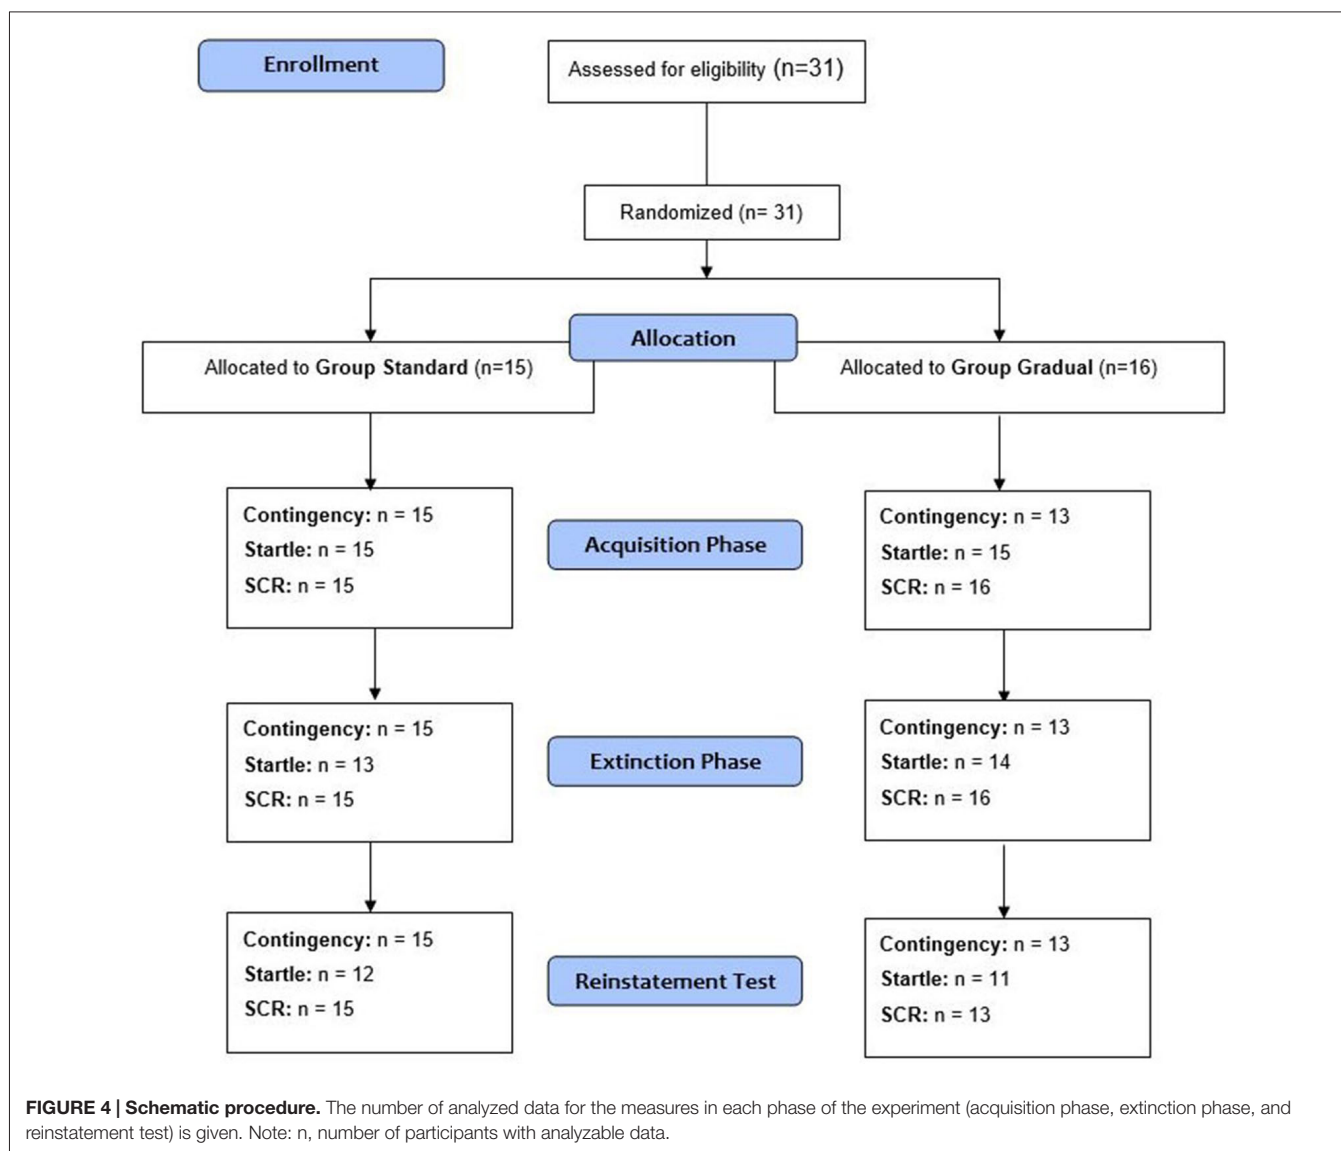 Enrollment
Assessed for eligibility (n=31)
Randomized (n= 31)
Allocation
Allocated to Group Standard (n=15)
Allocated to Group Gradual (n=16)
Contingency: n = 15
Startle: n = 15
SCR: n = 15
Acquisition Phase
Contingency: n = 13
Startle: n = 15
SCR: n = 16
Contingency: n = 15
Startle: n = 13
SCR: n = 15
Extinction Phase
Contingency: n = 13
Startle: n = 14
SCR: n = 16
Contingency: n = 15
Startle: n = 12
SCR: n = 15
Reinstatement Test
Contingency: n = 13
Startle: n = 11
SCR: n = 13
FIGURE 4 | Schematic procedure. The number of analyzed data for the measures in each phase of the experiment (acquisition phase, extinction phase, and
reinstatement test) is given. Note: n, number of participants with analyzable data.